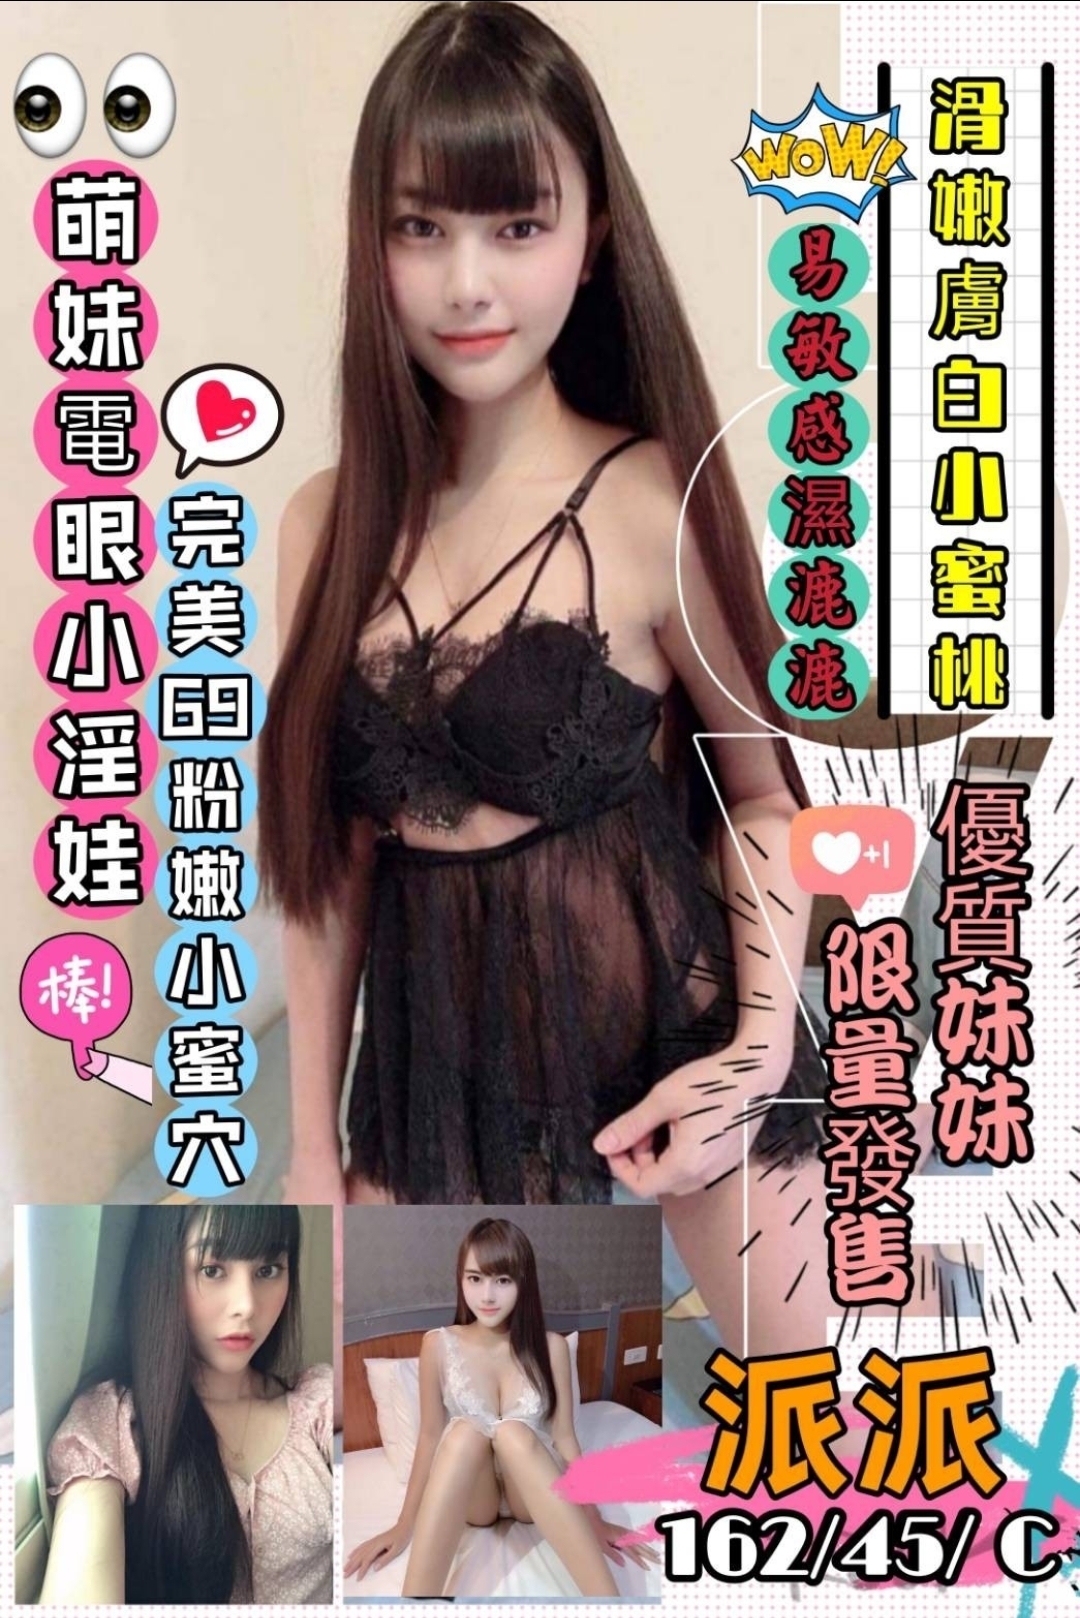 萌妹電眼小淫娃
棒!
完美69粉嫩小蜜穴
WOW!
易敏感濕漉漉
滑嫩膚白小蜜桃
+1
優質妹妹
限量發售
派派
162/45/ C